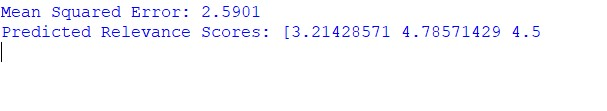 Mean Squared Error: 2.5901
Predicted Relevance Scores: [3.21428571 4.78571429 4.5